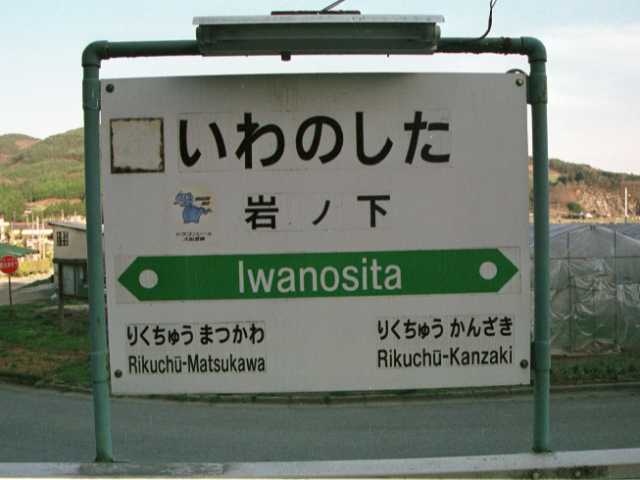 いわのした
岩ノ下
Iwanosita
りくちゅう まつかわ
Rikuchū-Matsukawa
りくちゅう かんざき
Rikuchū-Kanzaki